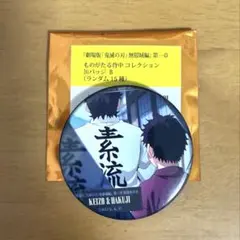 『劇場版「鬼滅の刃」無限城編』第一章
ものがたる背中コレクション
缶バッジ B
(ランダム15種)
素流
KEIZO & HAKUJI